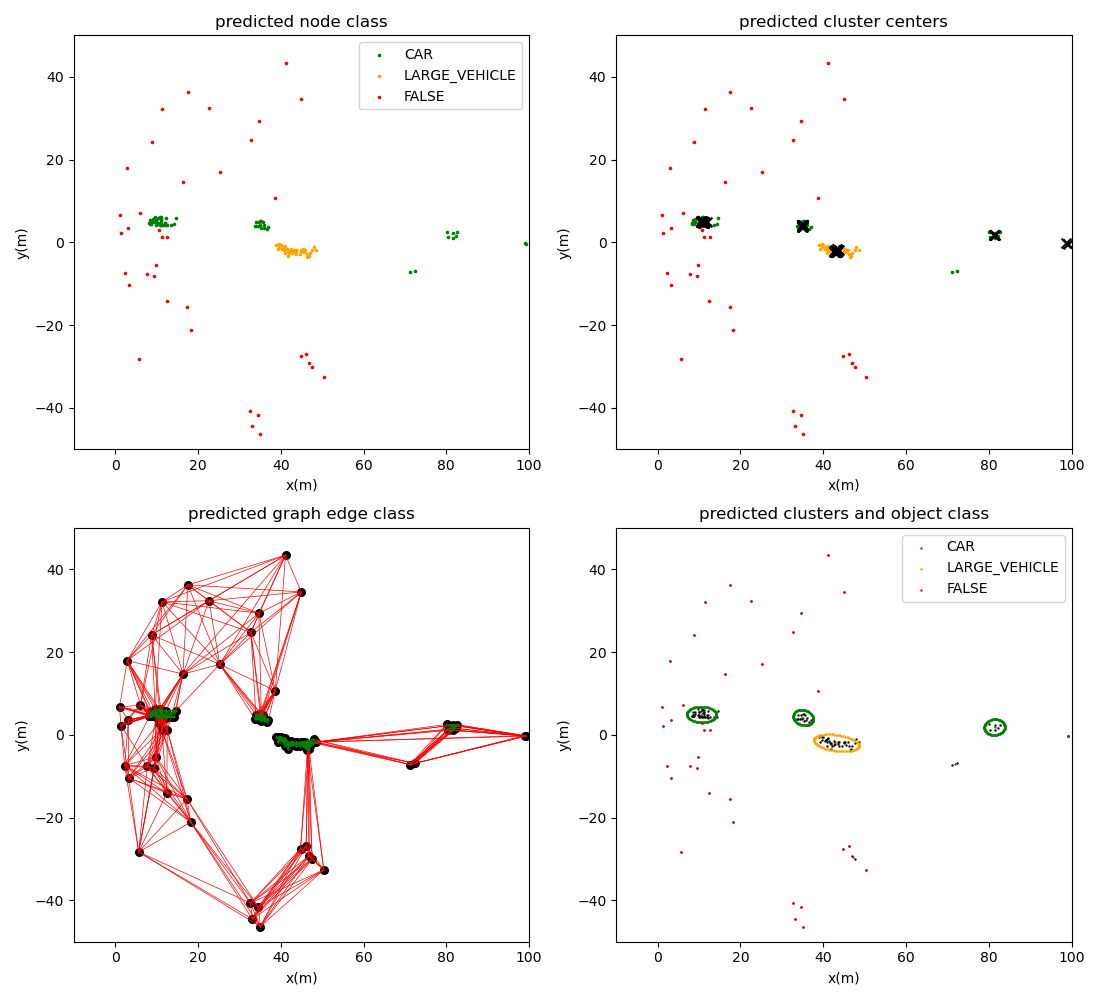 predicted node class
CAR
LARGE_VEHICLE
FALSE
40
20
0
−20
−40
y(m)
0 20 40 60 80 100
x(m)
predicted cluster centers
40
20
0
−20
−40
y(m)
0 20 40 60 80 100
x(m)
predicted graph edge class
40
20
0
−20
−40
y(m)
0 20 40 60 80 100
x(m)
predicted clusters and object class
CAR
LARGE_VEHICLE
FALSE
40
20
0
−20
−40
y(m)
0 20 40 60 80 100
x(m)